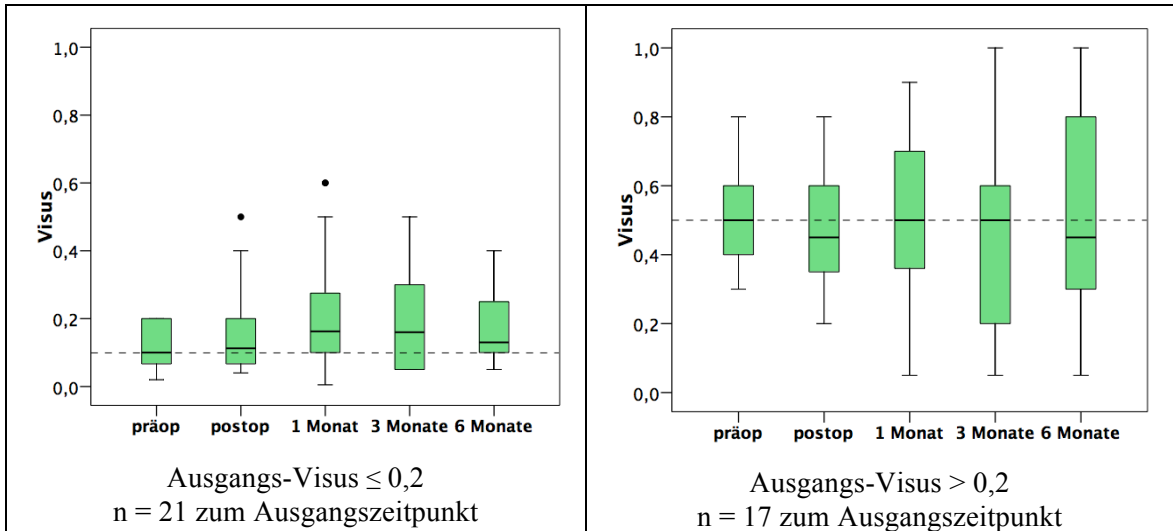 1,0
0,8
0,6
0,4
0,2
0,0
Visus
präop postop 1 Monat 3 Monate 6 Monate
Ausgangs-Visus ≤ 0,2
n = 21 zum Ausgangszeitpunkt
1,0
0,8
0,6
0,4
0,2
0,0
Visus
präop postop 1 Monat 3 Monate 6 Monate
Ausgangs-Visus > 0,2
n = 17 zum Ausgangszeitpunkt